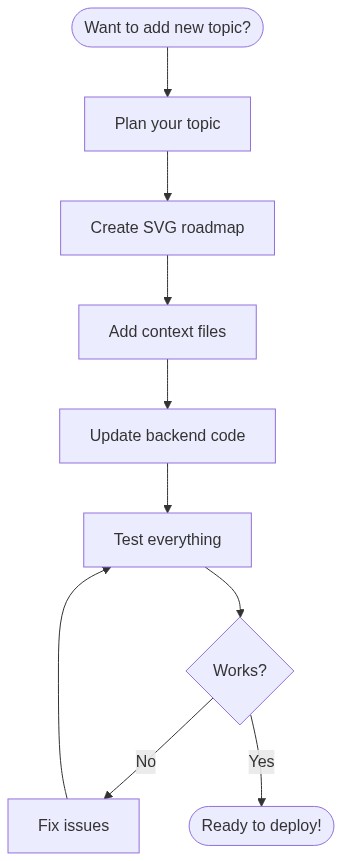 Want to add new topic?
Plan your topic
Create SVG roadmap
Add context files
Update backend code
Test everything
Works?
No
Yes
Fix issues
Ready to deploy!